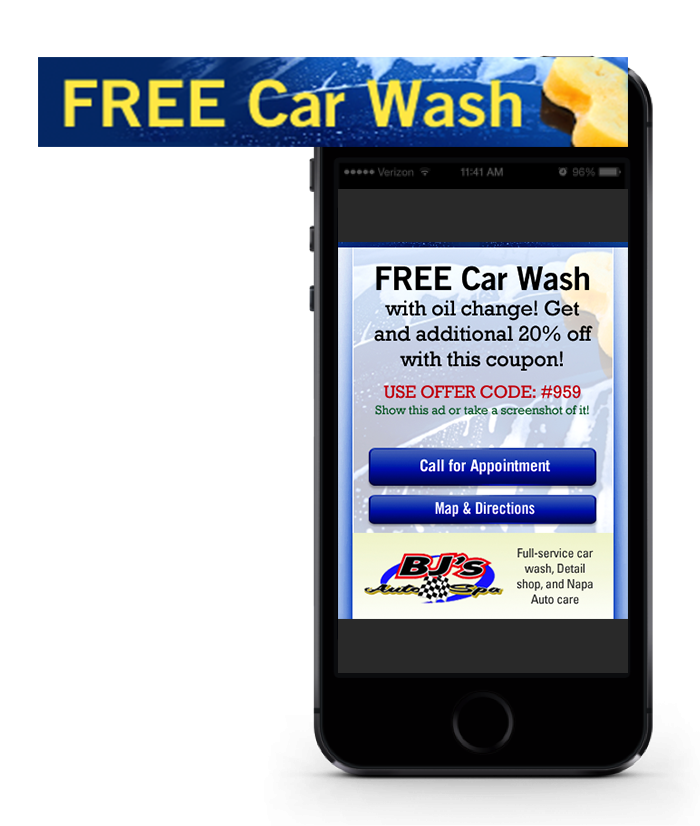 FREE Car Wash
Verizon 11:41 AM 96%
FREE Car Wash
with oil change! Get
and additional 20% off
with this coupon!
USE OFFER CODE: #959
Show this ad or take a screenshot of it!
Call for Appointment
Map & Directions
BJ's
Auto Spa
Full-service car
wash, Detail
shop, and Napa
Auto care